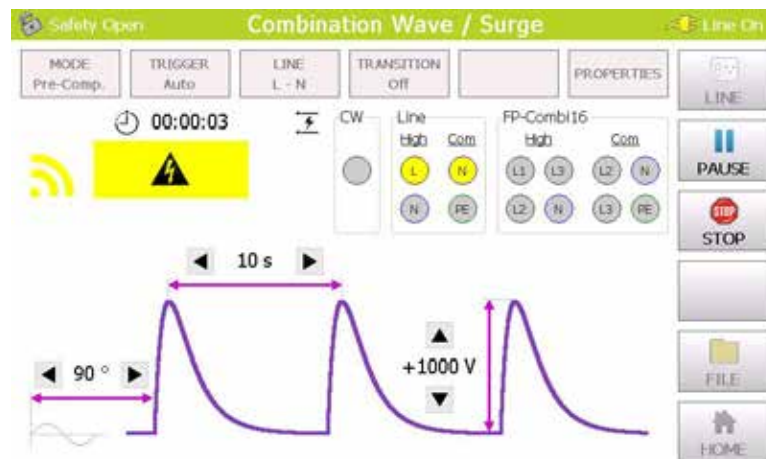 Safety Open
Combination Wave / Surge
Line On
MODE
Pre-Comp.
TRIGGER
Auto
LINE
L - N
TRANSITION
Off
PROPERTIES
LINE
00:00:03
CW
Line
High Com
L N
N PE
FP-Combi16
High Com
L1 L3 L2 N
L2 N L3 PE
PAUSE
STOP
STOP
10 s
+1000 V
90 °
FILE
HOME